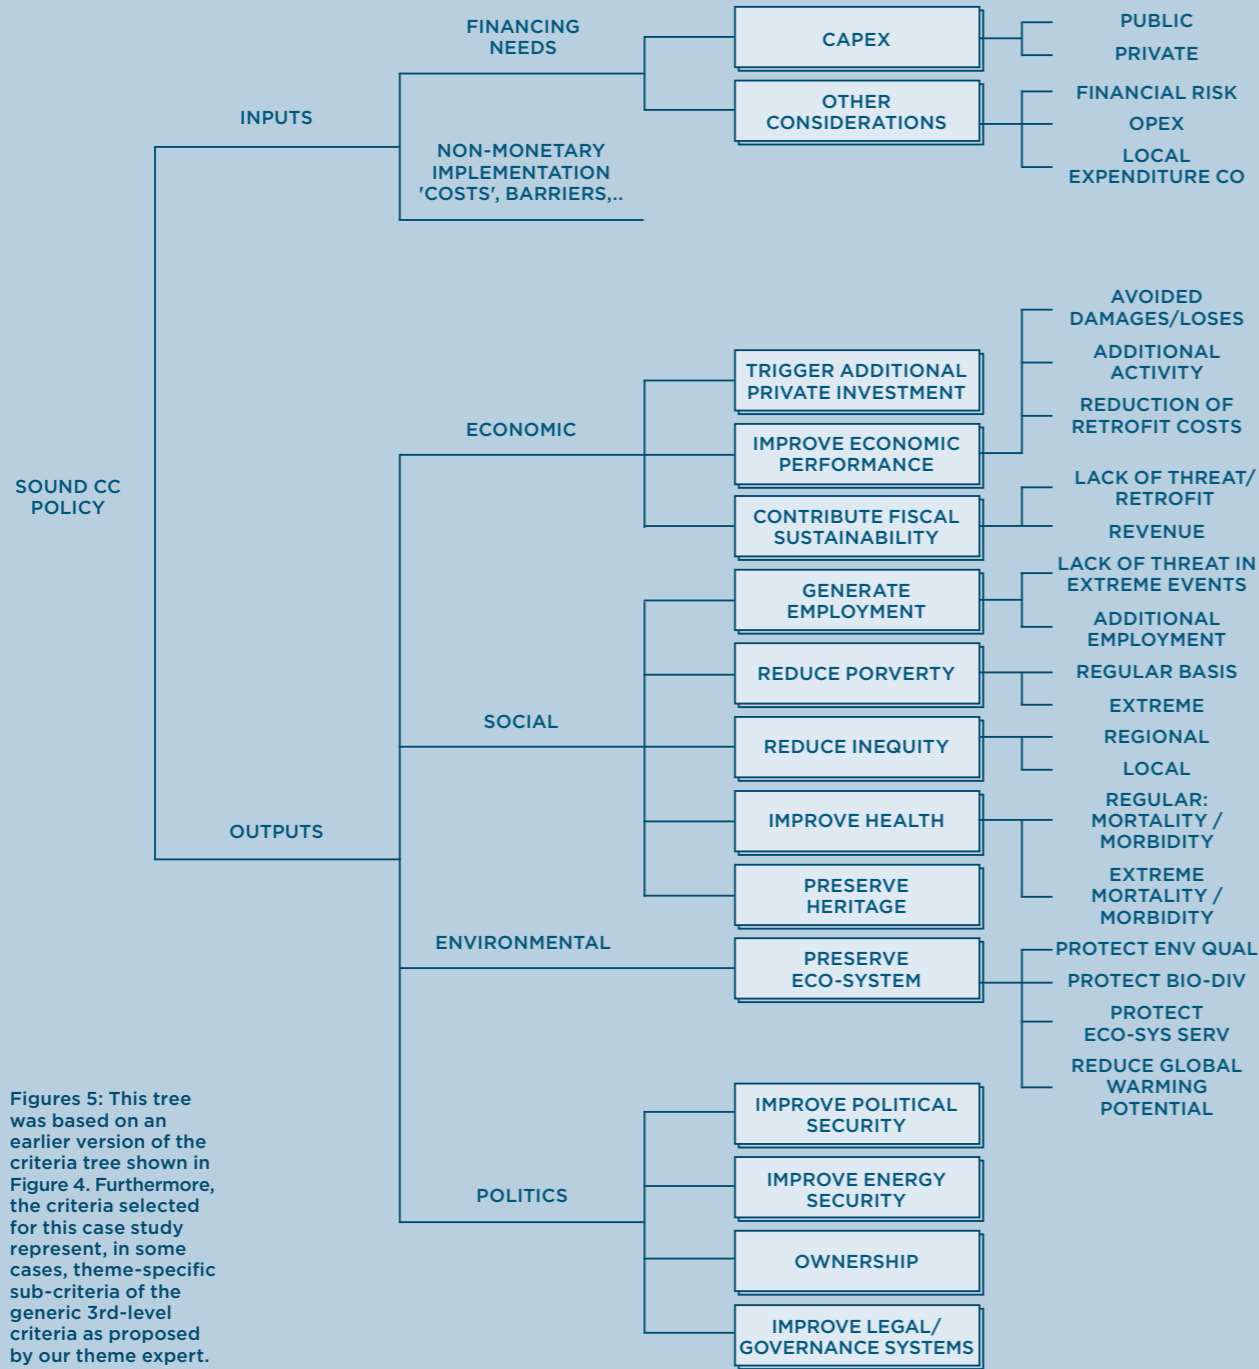 SOUND CC
POLICY
INPUTS
FINANCING
NEEDS
CAPEX
PUBLIC
PRIVATE
OTHER
CONSIDERATIONS
FINANCIAL RISK
OPEX
LOCAL
EXPENDITURE CO
NON-MONETARY
IMPLEMENTATION
'COSTS', BARRIERS,..
OUTPUTS
ECONOMIC
TRIGGER ADDITIONAL
PRIVATE INVESTMENT
IMPROVE ECONOMIC
PERFORMANCE
AVOIDED
DAMAGES/LOSES
ADDITIONAL
ACTIVITY
REDUCTION OF
RETROFIT COSTS
CONTRIBUTE FISCAL
SUSTAINABILITY
LACK OF THREAT/
RETROFIT
REVENUE
SOCIAL
GENERATE
EMPLOYMENT
LACK OF THREAT IN
EXTREME EVENTS
ADDITIONAL
EMPLOYMENT
REDUCE PORVERTY
REGULAR BASIS
EXTREME
REDUCE INEQUITY
REGIONAL
LOCAL
IMPROVE HEALTH
REGULAR:
MORTALITY /
MORBIDITY
EXTREME
MORTALITY /
MORBIDITY
PRESERVE
HERITAGE
ENVIRONMENTAL
PRESERVE
ECO-SYSTEM
PROTECT ENV QUAL
PROTECT BIO-DIV
PROTECT
ECO-SYS SERV
REDUCE GLOBAL
WARMING
POTENTIAL
POLITICS
IMPROVE POLITICAL
SECURITY
IMPROVE ENERGY
SECURITY
OWNERSHIP
IMPROVE LEGAL/
GOVERNANCE SYSTEMS
Figures 5: This tree
was based on an
earlier version of the
criteria tree shown in
Figure 4. Furthermore,
the criteria selected
for this case study
represent, in some
cases, theme-specific
sub-criteria of the
generic 3rd-level
criteria as proposed
by our theme expert.